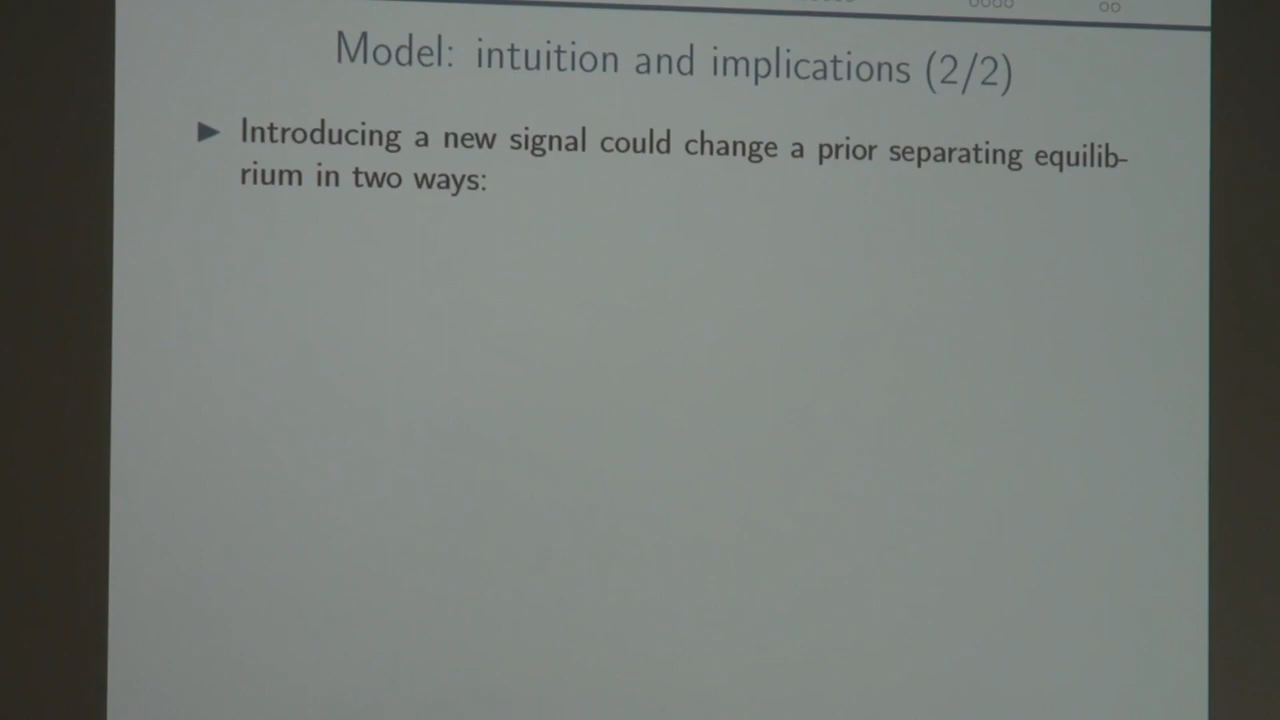 Model: intuition and implications (2/2)
▶ Introducing a new signal could change a prior separating equilib-
rium in two ways: